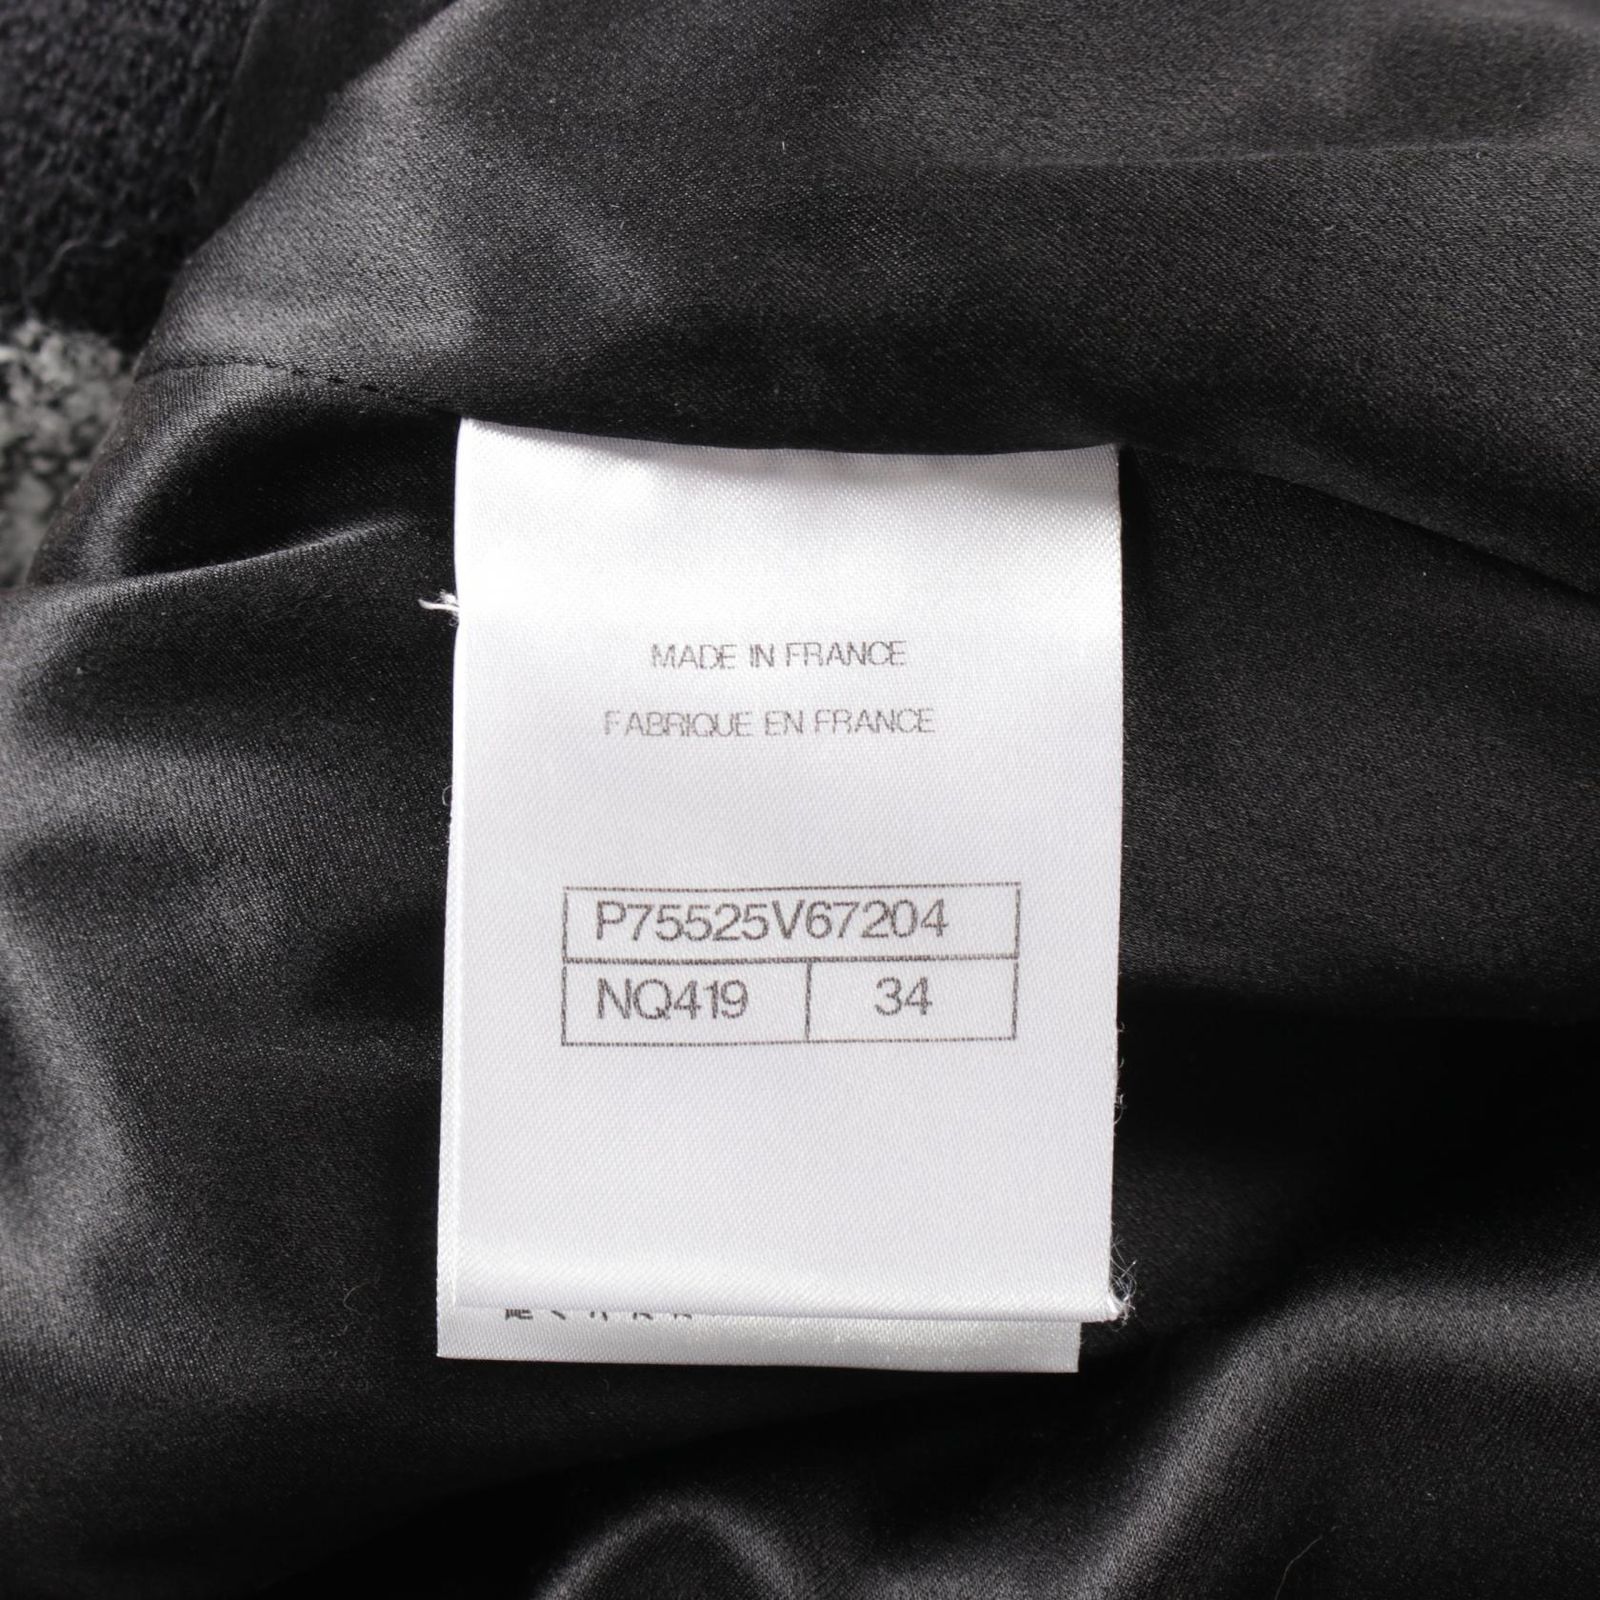 MADE IN FRANCE
FABRIQUE EN FRANCE
P75525V67204
NQ419 34